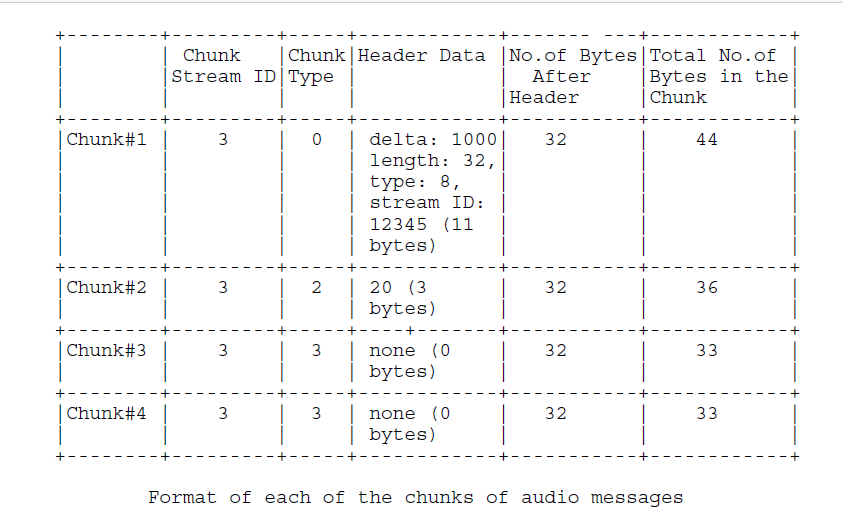 +--------+---------+-----+------------+------- ---+------------+
|        | Chunk   |Chunk|Header Data |No.of Bytes|Total No.of |
|        |Stream ID|Type |            |  After    |Bytes in the|
|        |         |     |            |Header     |Chunk       |
+--------+---------+-----+------------+-----------+------------+
|Chunk#1 |    3    |  0  | delta: 1000|   32      |    44      |
|        |         |     | length: 32,|           |            |
|        |         |     | type: 8,   |           |            |
|        |         |     | stream ID: |           |            |
|        |         |     | 12345 (11  |           |            |
|        |         |     | bytes)     |           |            |
+--------+---------+-----+------------+-----------+------------+
|Chunk#2 |    3    |  2  | 20 (3      |   32      |    36      |
|        |         |     | bytes)     |           |            |
+--------+---------+-----+----+-------+-----------+------------+
|Chunk#3 |    3    |  3  | none (0    |   32      |    33      |
|        |         |     | bytes)     |           |            |
+--------+---------+-----+------------+-----------+------------+
|Chunk#4 |    3    |  3  | none (0    |   32      |    33      |
|        |         |     | bytes)     |           |            |
+--------+---------+-----+------------+-----------+------------+
Format of each of the chunks of audio messages